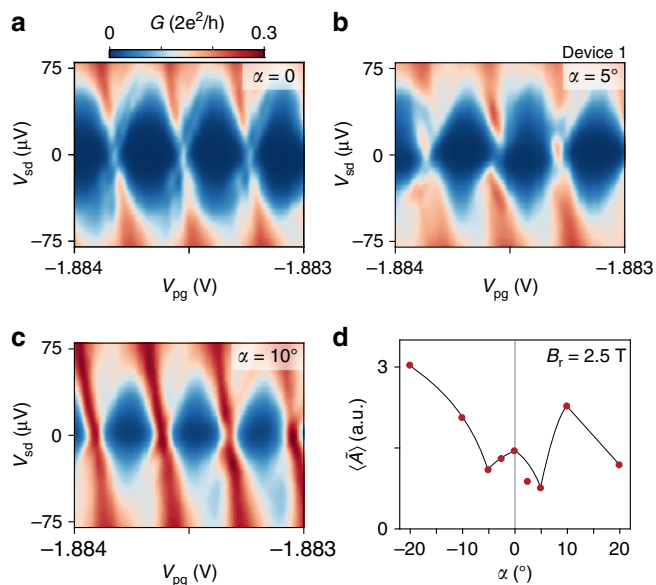 a
G (2e²/h)
0
0.3
α = 0
75
0
−75
V_sd (μV)
−1.884
−1.883
V_pg (V)
b
Device 1
α = 5°
75
0
−75
V_sd (μV)
−1.884
−1.883
V_pg (V)
c
α = 10°
75
0
−75
V_sd (μV)
−1.884
−1.883
V_pg (V)
d
B_r = 2.5 T
3
0
⟨Ã⟩ (a.u.)
−20
−10
0
10
20
α (°)